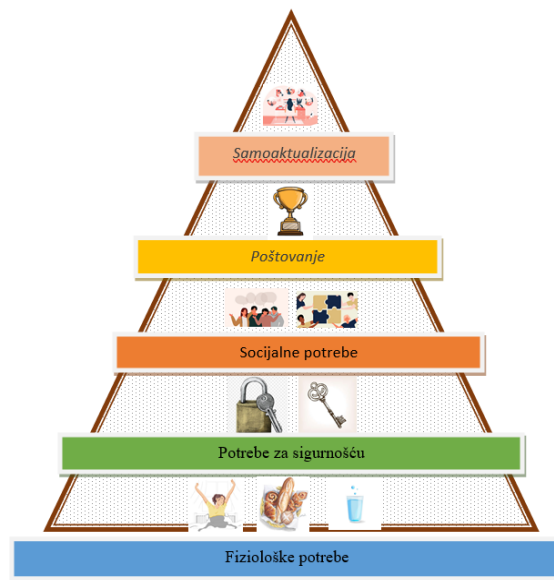 Samoaktualizacija
Poštovanje
Socijalne potrebe
Potrebe za sigurnošću
Fiziološke potrebe